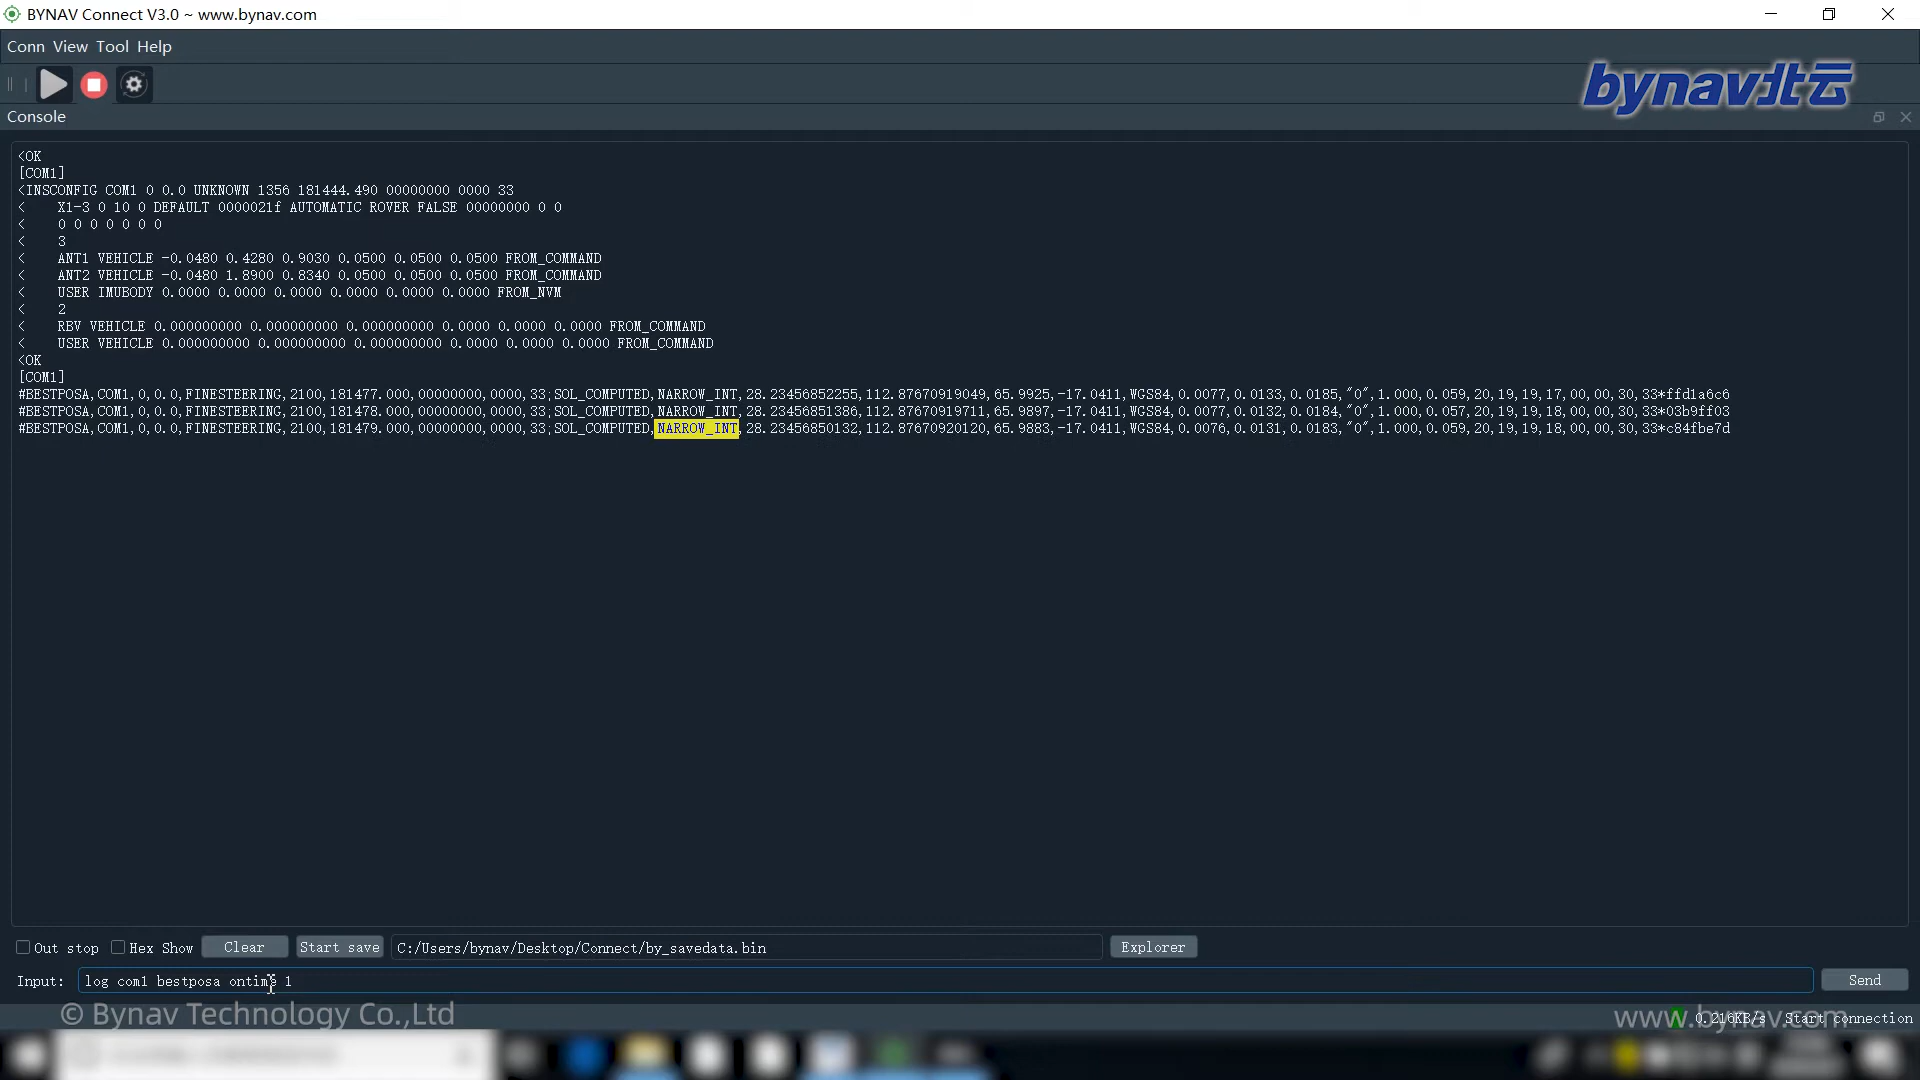 BYNAV Connect V3.0 ~ www.bynav.com
Conn View Tool Help
bynav北云
Console
<OK
[COM1]
<INSCONFIG COM1 0 0.0 UNKNOWN 1356 181444.490 00000000 0000 33
< X1-3 0 10 0 DEFAULT 0000021f AUTOMATIC ROVER FALSE 00000000 0 0
< 0 0 0 0 0 0 0
< 3
< ANT1 VEHICLE -0.0480 0.4280 0.9030 0.0500 0.0500 0.0500 FROM_COMMAND
< ANT2 VEHICLE -0.0480 1.8900 0.8340 0.0500 0.0500 0.0500 FROM_COMMAND
< USER IMUBODY 0.0000 0.0000 0.0000 0.0000 0.0000 0.0000 FROM_NVM
< 2
< RBV VEHICLE 0.000000000 0.000000000 0.000000000 0.0000 0.0000 0.0000 FROM_COMMAND
< USER VEHICLE 0.000000000 0.000000000 0.000000000 0.0000 0.0000 0.0000 FROM_COMMAND
<OK
[COM1]
#BESTPOSA,COM1,0,0.0,FINESTEERING,2100,181477.000,00000000,0000,33;SOL_COMPUTED,NARROW_INT,28.23456852255,112.87670919049,65.9925,-17.0411,WGS84,0.0077,0.0133,0.0185,"0",1.000,0.059,20,19,19,17,00,00,30,33*ffd1a6c6
#BESTPOSA,COM1,0,0.0,FINESTEERING,2100,181478.000,00000000,0000,33;SOL_COMPUTED,NARROW_INT,28.23456851386,112.87670919711,65.9897,-17.0411,WGS84,0.0077,0.0132,0.0184,"0",1.000,0.057,20,19,19,18,00,00,30,33*03b9ff03
#BESTPOSA,COM1,0,0.0,FINESTEERING,2100,181479.000,00000000,0000,33;SOL_COMPUTED,NARROW_INT,28.23456850132,112.87670920120,65.9883,-17.0411,WGS84,0.0076,0.0131,0.0183,"0",1.000,0.059,20,19,19,18,00,00,30,33*c84fbe7d
Out stop Hex Show Clear Start save C:/Users/bynav/Desktop/Connect/by_savedata.bin Explorer
Input: log com1 bestposa ontime 1 Send
© Bynav Technology Co.,Ltd
www.bynav.com
0.216KB/s Start connection